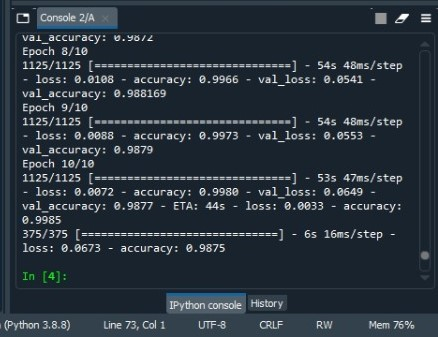 Console 2/A
val_accuracy: 0.9872
Epoch 8/10
1125/1125 [==============================] - 54s 48ms/step
- loss: 0.0108 - accuracy: 0.9966 - val_loss: 0.0541 -
val_accuracy: 0.988169
Epoch 9/10
1125/1125 [==============================] - 54s 48ms/step
- loss: 0.0088 - accuracy: 0.9973 - val_loss: 0.0553 -
val_accuracy: 0.9879
Epoch 10/10
1125/1125 [==============================] - 53s 47ms/step
- loss: 0.0072 - accuracy: 0.9980 - val_loss: 0.0649 -
val_accuracy: 0.9877 - ETA: 44s - loss: 0.0033 - accuracy:
0.9985
375/375 [==============================] - 6s 16ms/step -
loss: 0.0673 - accuracy: 0.9875
In [4]:
IPython console History
(Python 3.8.8) Line 73, Col 1 UTF-8 CRLF RW Mem 76%